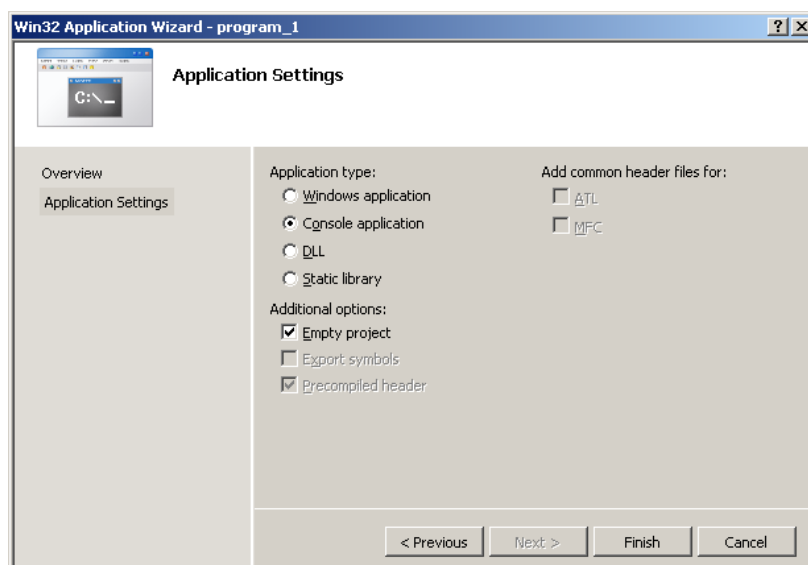 Win32 Application Wizard - program_1
C:\_
Application Settings
Overview
Application Settings
Application type:
Windows application
Console application
DLL
Static library
Additional options:
Empty project
Export symbols
Precompiled header
Add common header files for:
ATL
MFC
< Previous
Next >
Finish
Cancel